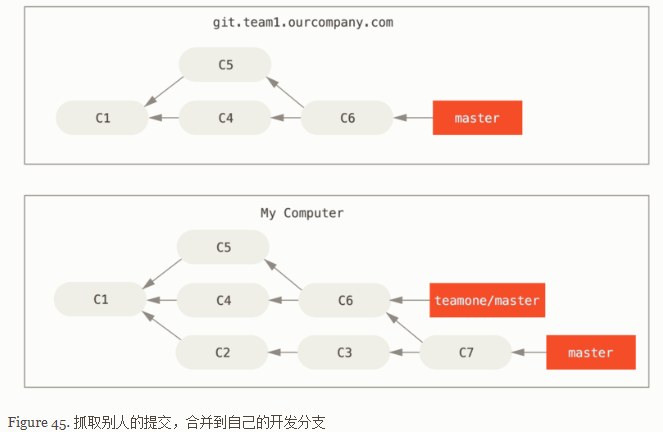 git.team1.ourcompany.com
C5
C1
C4
C6
master
My Computer
C5
C1
C4
C6
teamone/master
C2
C3
C7
master
Figure 45. 抓取别人的提交，合并到自己的开发分支